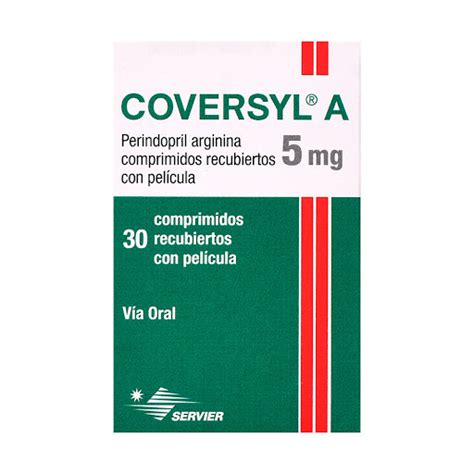 COVERSYL® A
Perindopril arginina
comprimidos recubiertos 5 mg
con película
comprimidos
30 recubiertos
con película
Vía Oral
SERVIER